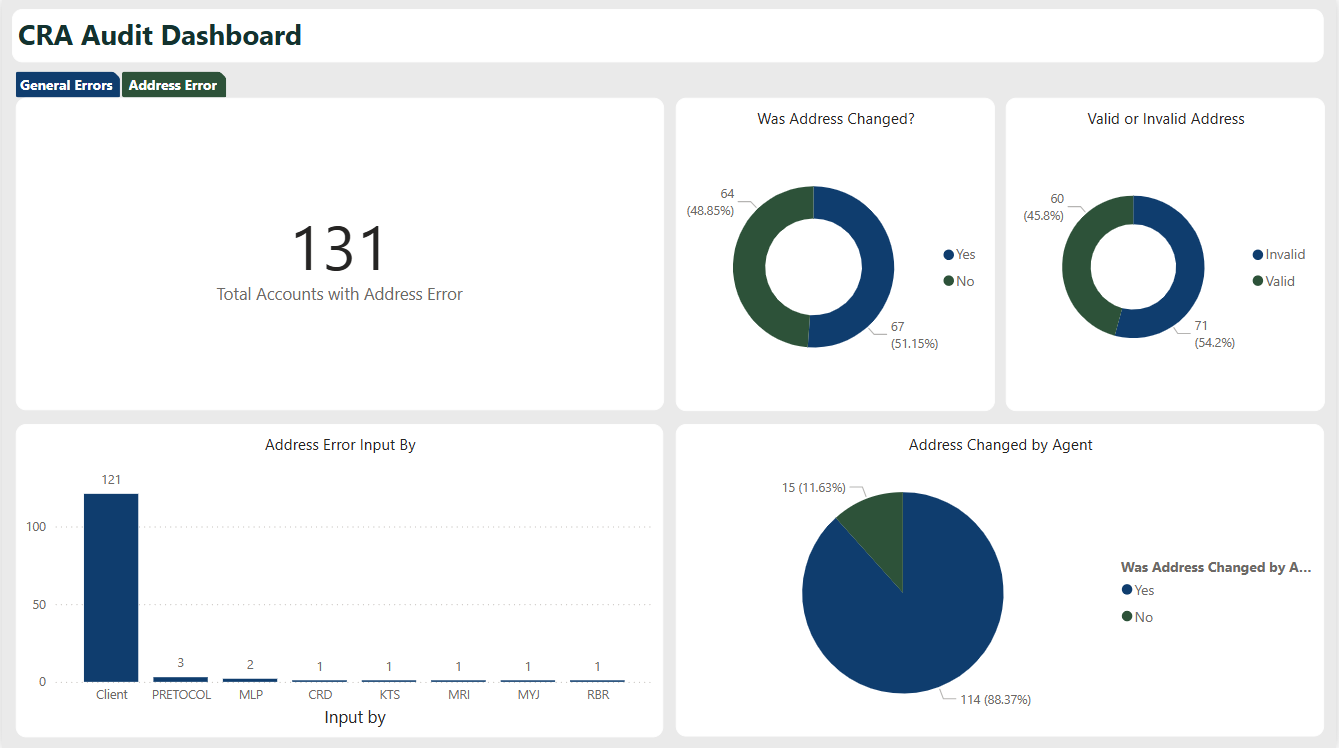 CRA Audit Dashboard
General Errors
Address Error
131
Total Accounts with Address Error
Was Address Changed?
64
(48.85%)
67
(51.15%)
Yes
No
Valid or Invalid Address
60
(45.8%)
71
(54.2%)
Invalid
Valid
Address Error Input By
121
3
2
1
1
1
1
1
100
50
0
Client
PRETOCOL
MLP
CRD
KTS
MRI
MYJ
RBR
Input by
Address Changed by Agent
15 (11.63%)
114 (88.37%)
Was Address Changed by A...
Yes
No